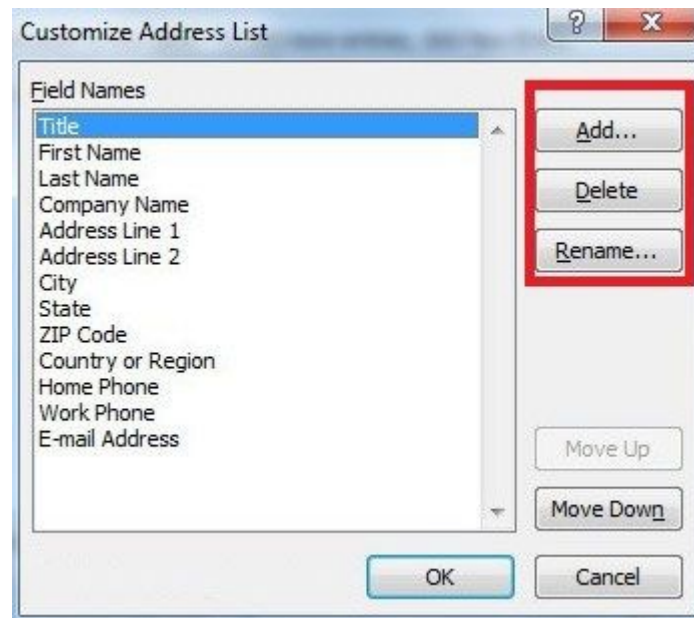 Customize Address List
?
Field Names
Title
First Name
Last Name
Company Name
Address Line 1
Address Line 2
City
State
ZIP Code
Country or Region
Home Phone
Work Phone
E-mail Address
Add...
Delete
Rename...
Move Up
Move Down
OK
Cancel